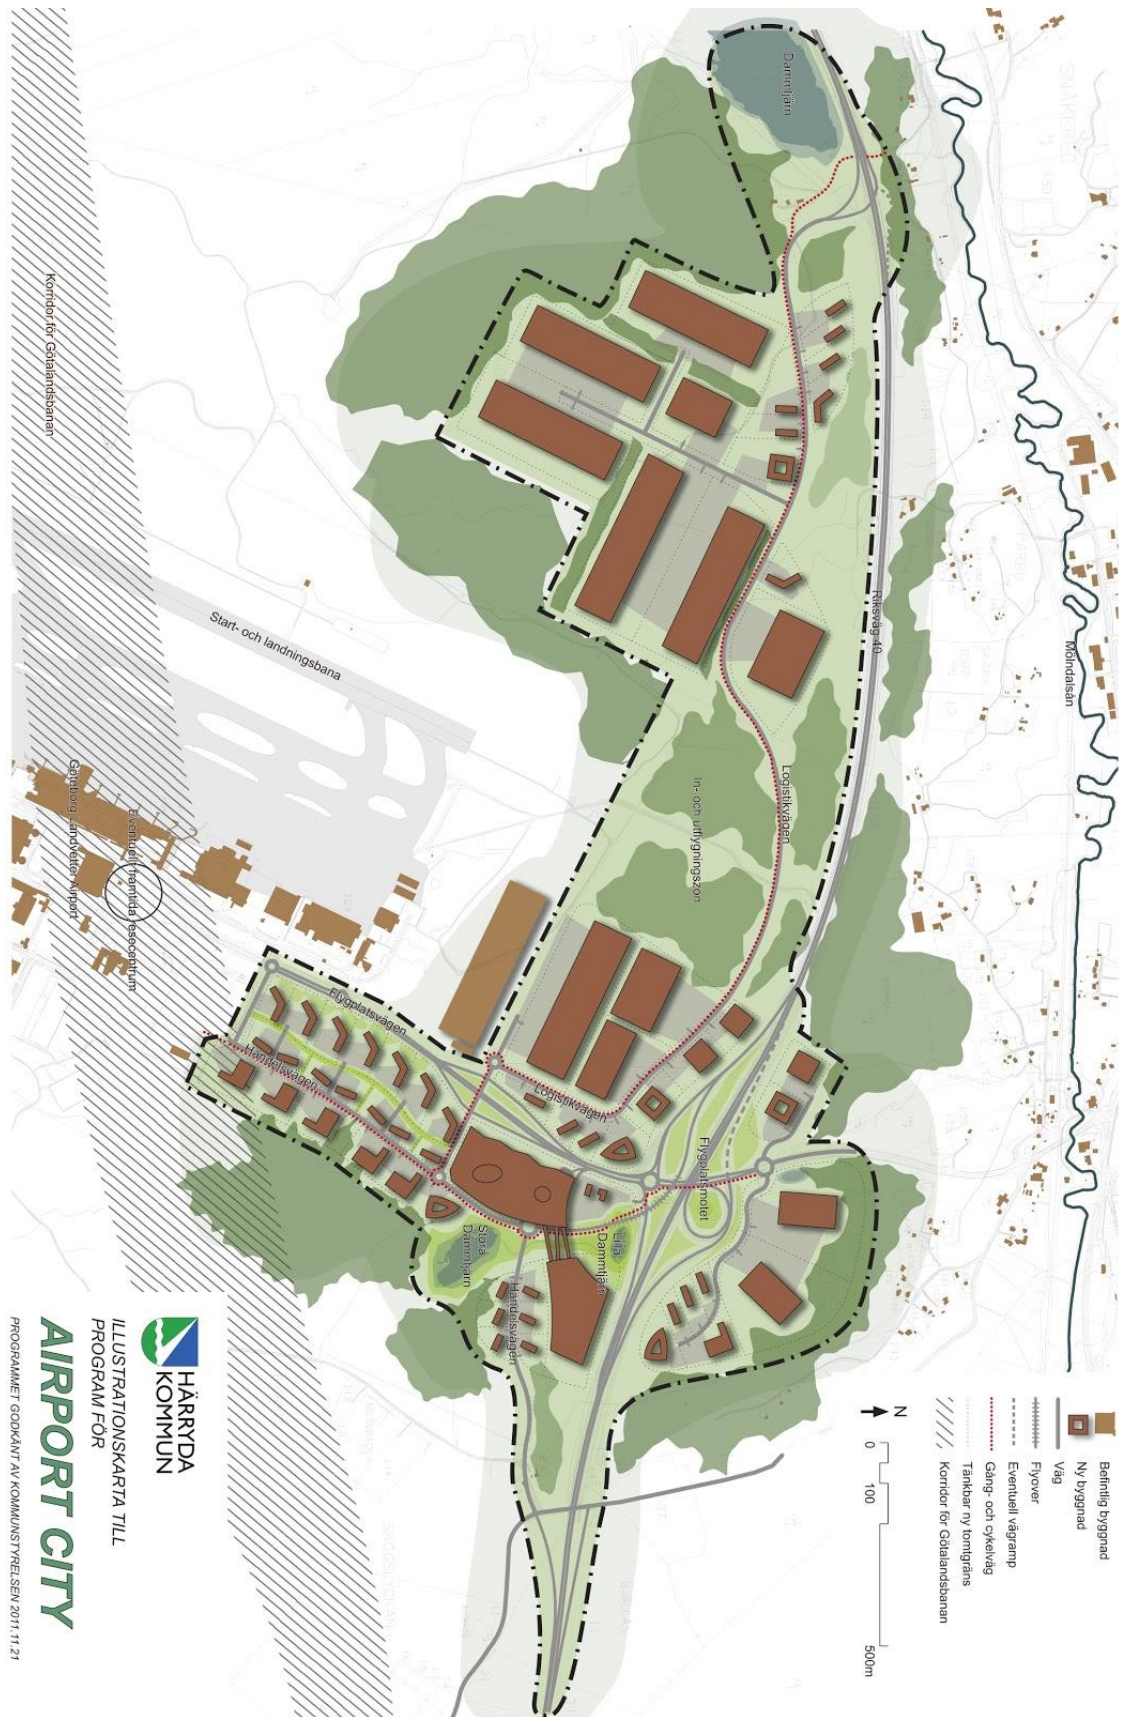 Dammtjärn
Riksväg 40
Mölndalsån
Korridor för Götalandsbanan
Start- och landningsbana
Logistikvägen
In- och utflygningszon
Göteborg Landvetter Airport
Eventuell framtida resecentrum
Flygplatsvägen
Handelsvägen
Logistikvägen
Flygplatsmotet
Lilla
Dammtjärn
Stora
Dammtjärn
Handelsvägen
Befintlig byggnad
Ny byggnad
Väg
Flyover
Eventuell vägramp
Gång- och cykelväg
Tänkbar ny tomtgräns
Korridor för Götalandsbanan
N
0
100
500m
HÄRRYDA
KOMMUN
ILLUSTRATIONSKARTA TILL
PROGRAM FÖR
AIRPORT CITY
PROGRAMMET GODKÄNT AV KOMMUNSTYRELSEN 2011.11.21